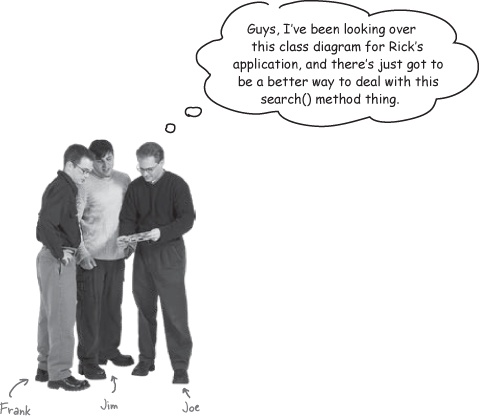 Guys, I've been looking over
this class diagram for Rick's
application, and there's just got to
be a better way to deal with this
search() method thing.
Frank
Jim
Joe